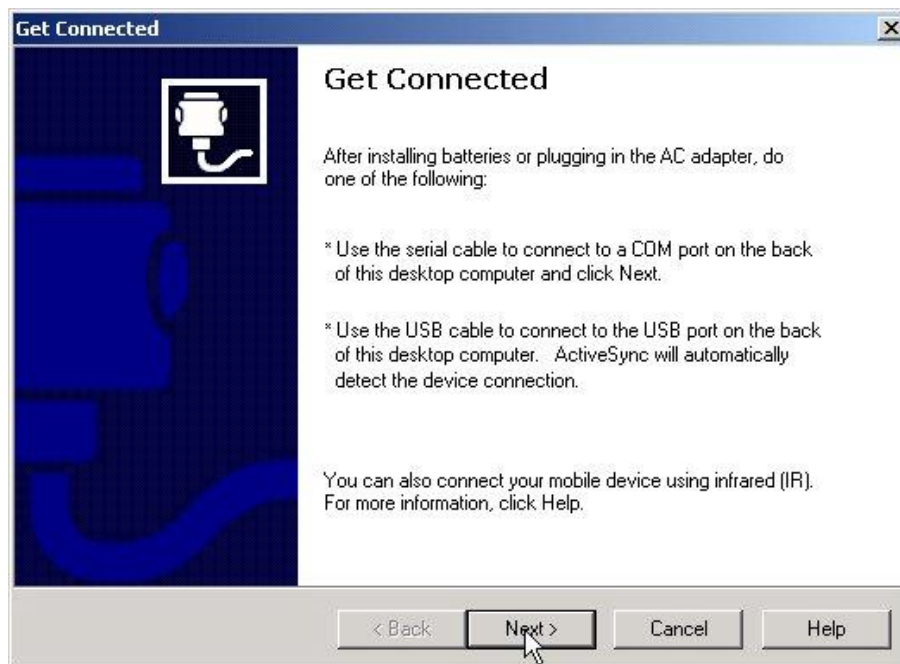 Get Connected
Get Connected
After installing batteries or plugging in the AC adapter, do
one of the following:
* Use the serial cable to connect to a COM port on the back
of this desktop computer and click Next.
* Use the USB cable to connect to the USB port on the back
of this desktop computer. ActiveSync will automatically
detect the device connection.
You can also connect your mobile device using infrared (IR).
For more information, click Help.
< Back Next > Cancel Help